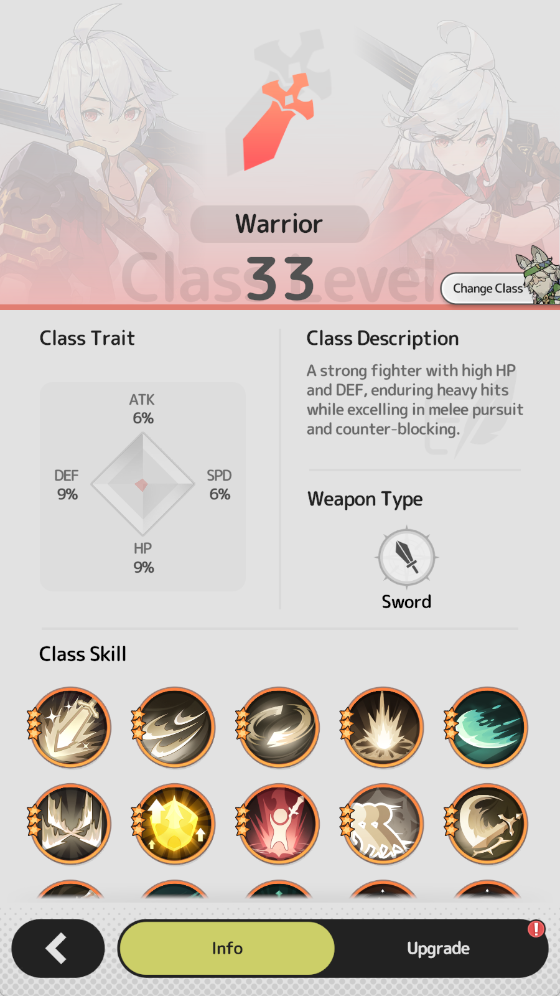 Warrior
Class Level
33
Change Class
Class Trait
ATK
6%
DEF
9%
SPD
6%
HP
9%
Class Description
A strong fighter with high HP
and DEF, enduring heavy hits
while excelling in melee pursuit
and counter-blocking.
Weapon Type
Sword
Class Skill
Info
Upgrade
!